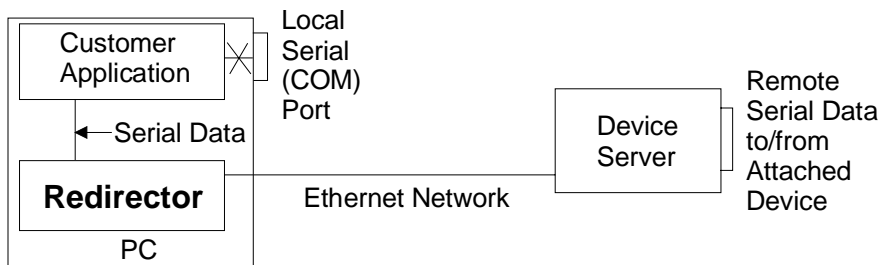 Customer
Application
Local
Serial
(COM)
Port
Serial Data
Redirector
PC
Ethernet Network
Device
Server
Remote
Serial Data
to/from
Attached
Device